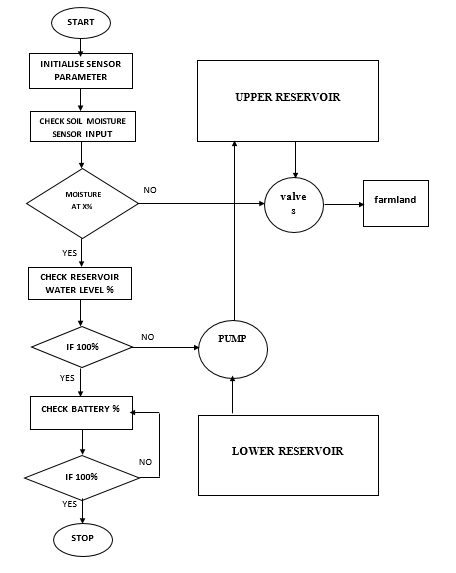 START
INITIALISE SENSOR
PARAMETER
CHECK SOIL MOISTURE
SENSOR INPUT
MOISTURE
AT X%
NO
YES
CHECK RESERVOIR
WATER LEVEL %
IF 100%
NO
YES
CHECK BATTERY %
IF 100%
NO
YES
STOP
UPPER RESERVOIR
valve
s
farmland
PUMP
LOWER RESERVOIR